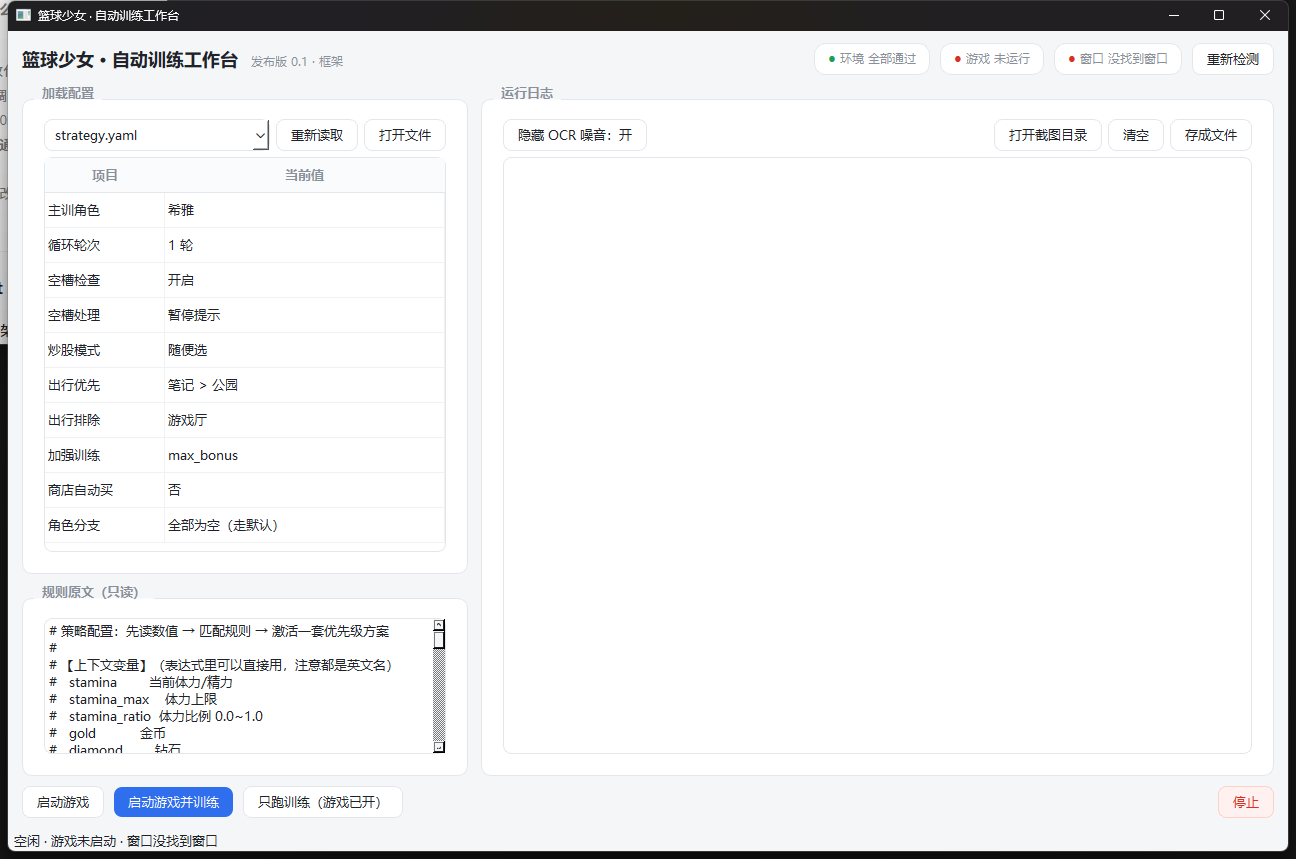 篮球少女 · 自动训练工作台
篮球少女 · 自动训练工作台 发布版 0.1 · 框架
环境 全部通过
游戏 未运行
窗口 没找到窗口
重新检测
加载配置
strategy.yaml
重新读取
打开文件
项目 当前值
主训角色 希雅
循环轮次 1 轮
空槽检查 开启
空槽处理 暂停提示
炒股模式 随便选
出行优先 笔记 > 公园
出行排除 游戏厅
加强训练 max_bonus
商店自动买 否
角色分支 全部为空（走默认）
规则原文（只读）
# 策略配置：先读数值 → 匹配规则 → 激活一套优先级方案
#
# 【上下文变量】（表达式里可以直接用，注意都是英文名）
# stamina 当前体力/精力
# stamina_max 体力上限
# stamina_ratio 体力比例 0.0~1.0
# gold 金币
# diamond 钻石
运行日志
隐藏 OCR 噪音：开
打开截图目录
清空
存成文件
启动游戏
启动游戏并训练
只跑训练（游戏已开）
停止
空闲 · 游戏未启动 · 窗口没找到窗口